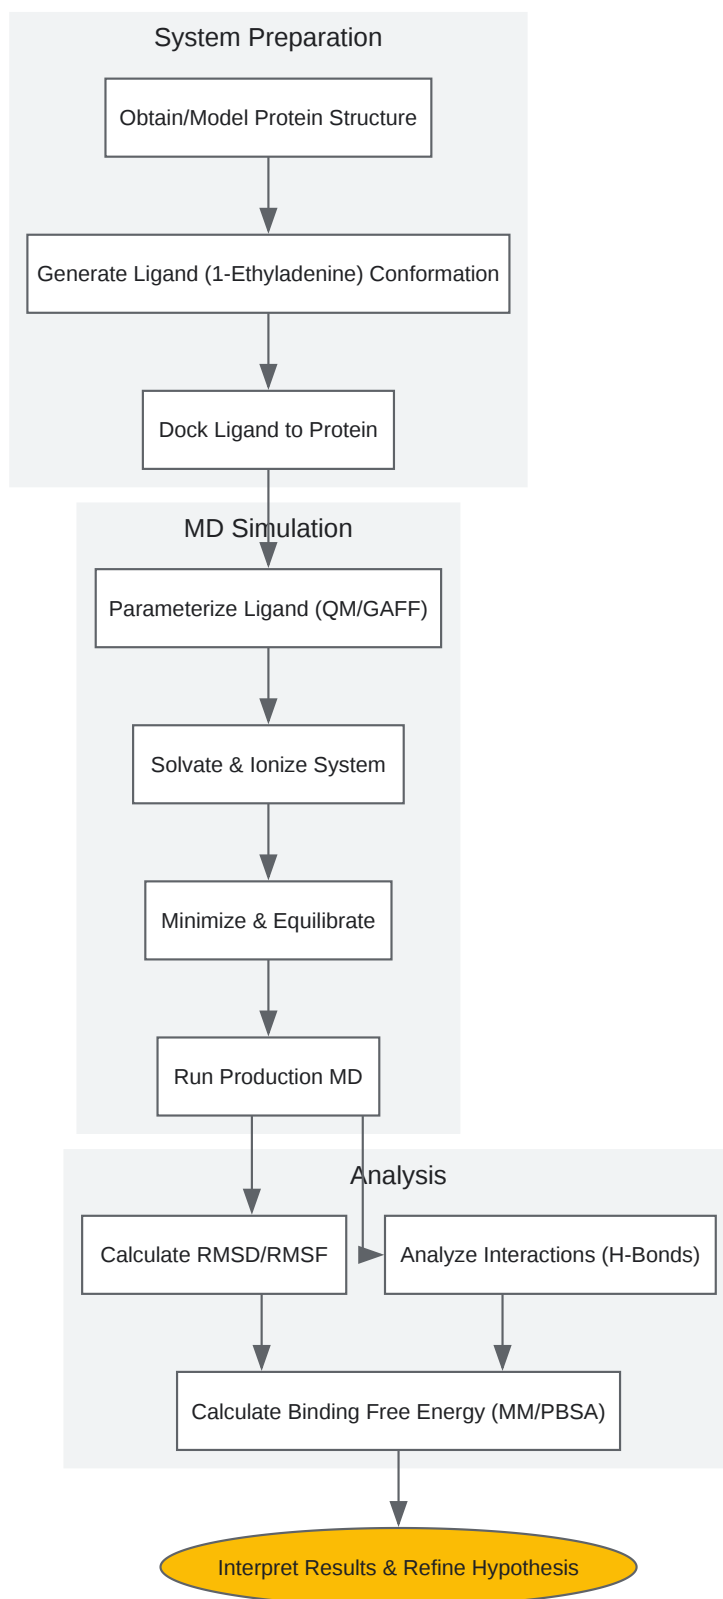 System Preparation
Obtain/Model Protein Structure
Generate Ligand (1-Ethyladenine) Conformation
Dock Ligand to Protein
MD Simulation
Parameterize Ligand (QM/GAFF)
Solvate & Ionize System
Minimize & Equilibrate
Run Production MD
Analysis
Calculate RMSD/RMSF
Analyze Interactions (H-Bonds)
Calculate Binding Free Energy (MM/PBSA)
Interpret Results & Refine Hypothesis